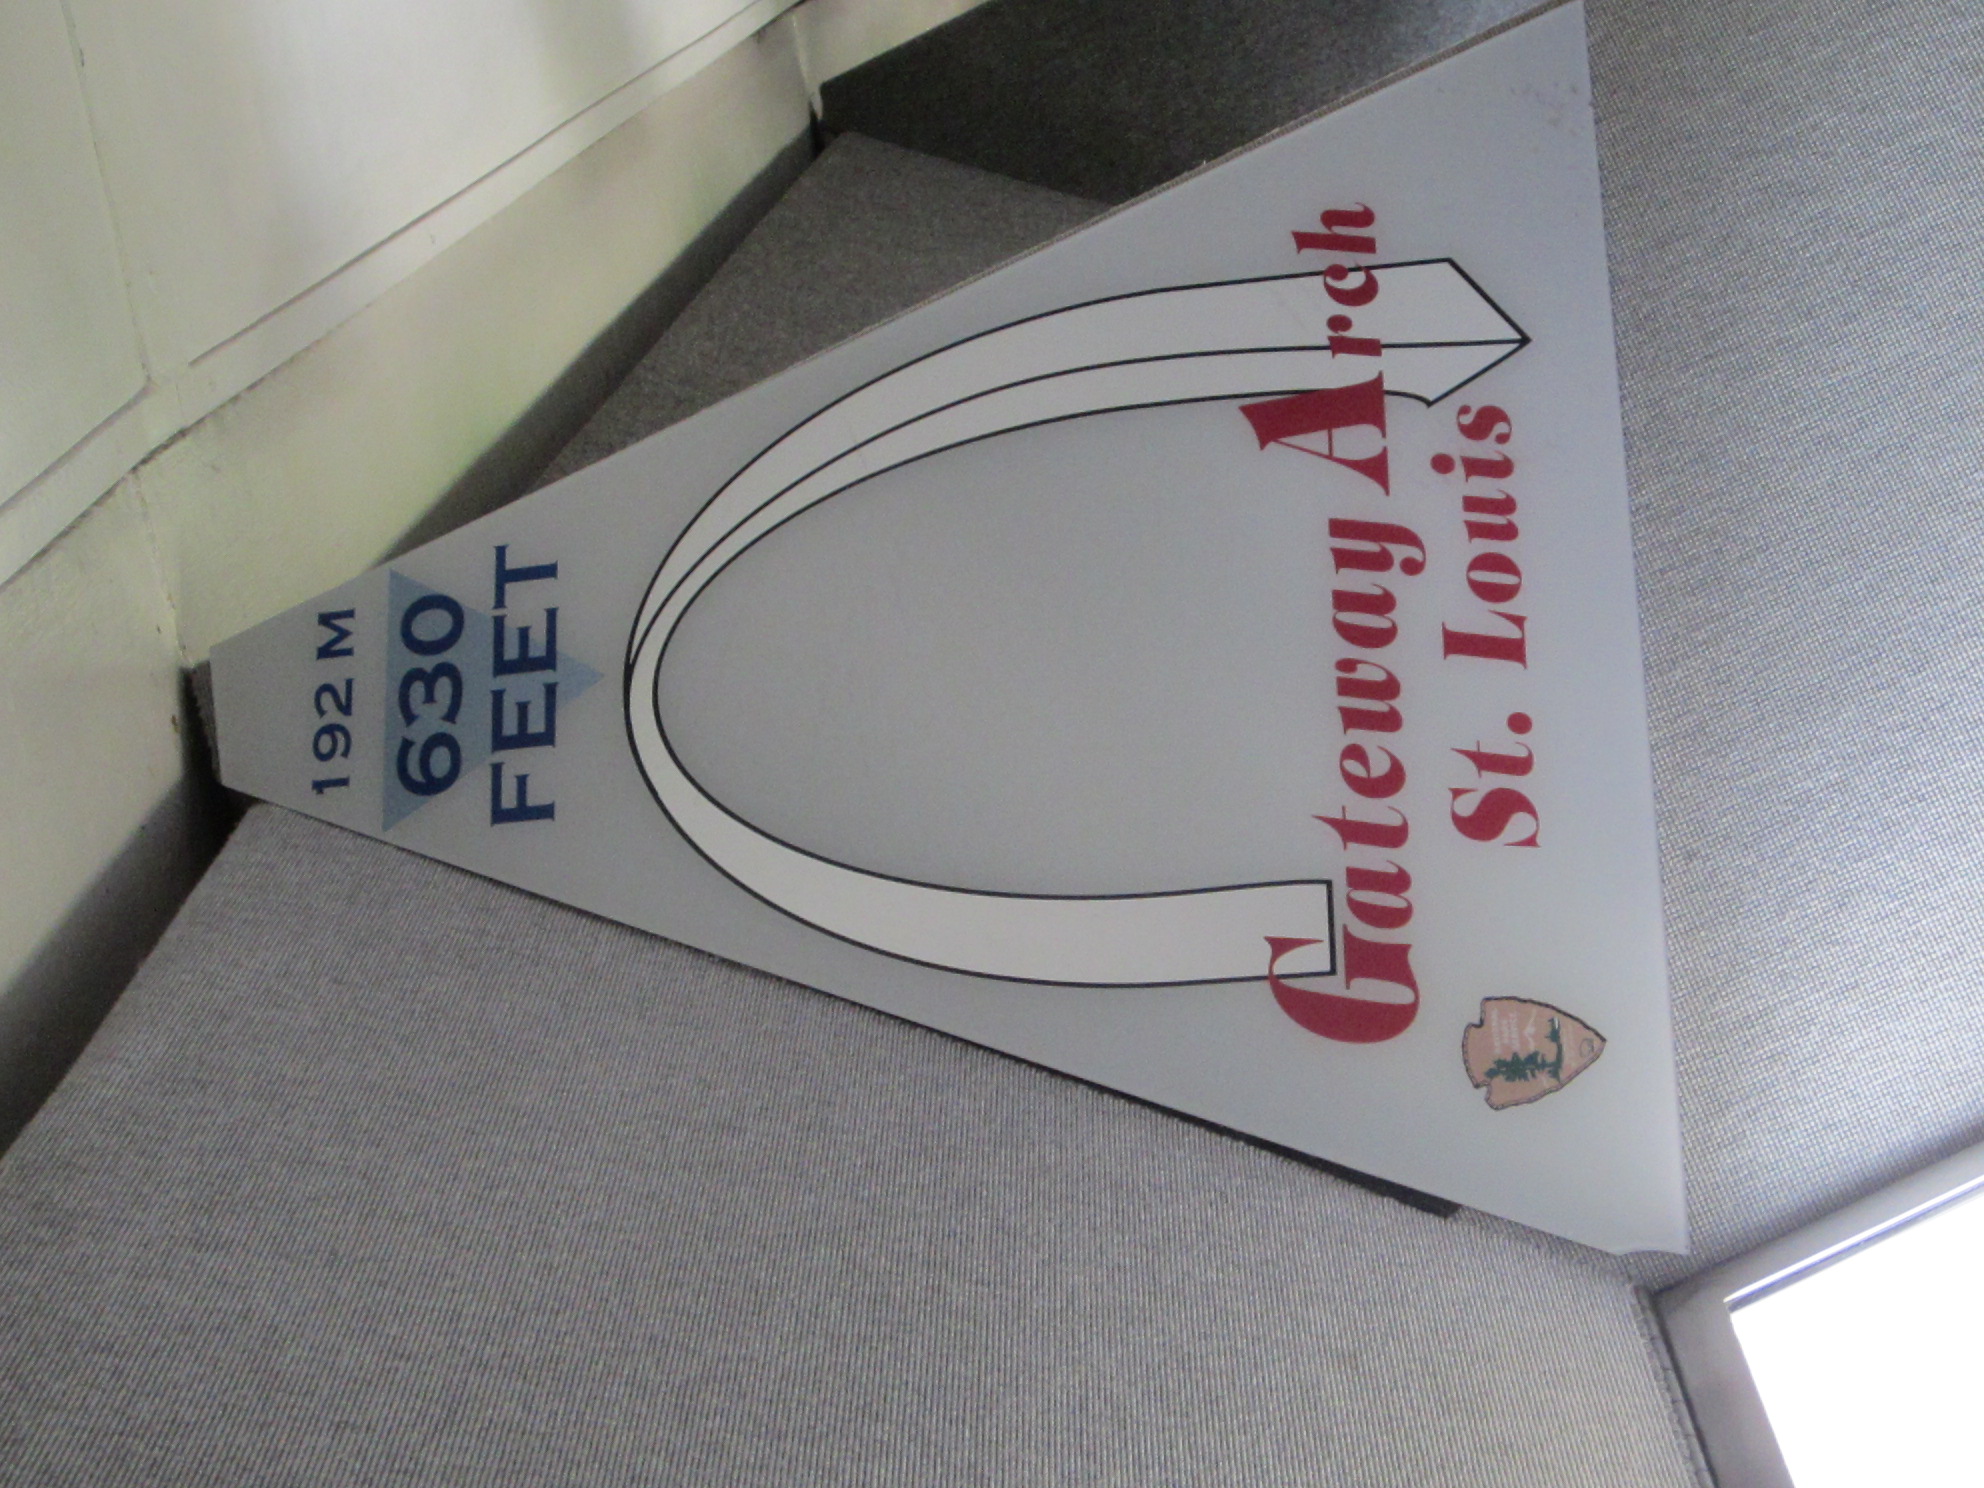 192 M
630
FEET
Gateway Arch
St. Louis